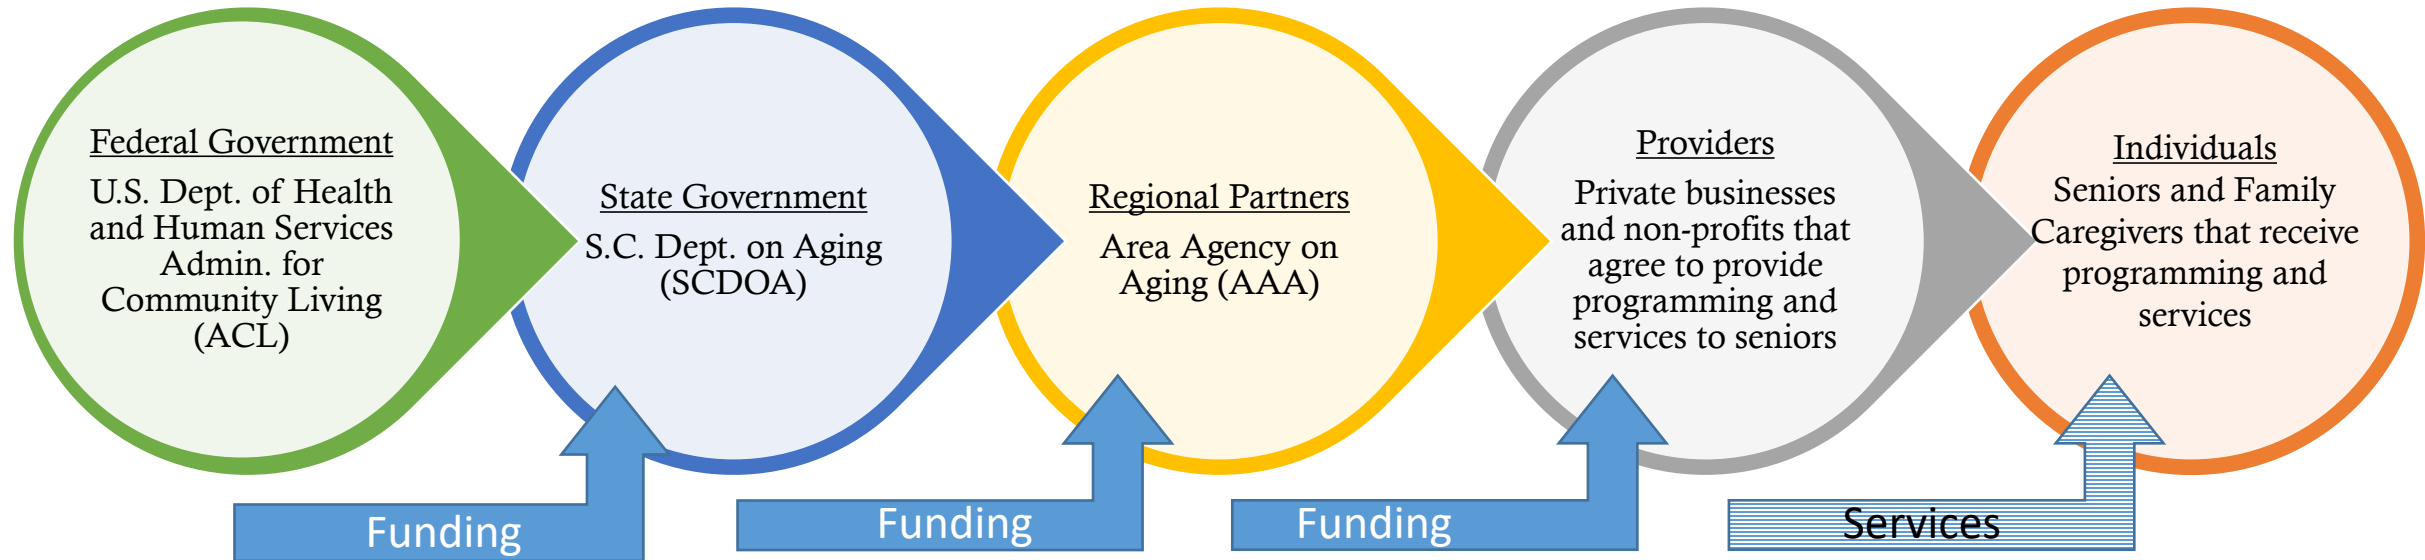 Federal Government
U.S. Dept. of Health
and Human Services
Admin. for
Community Living
(ACL)
State Government
S.C. Dept. on Aging
(SCDOA)
Regional Partners
Area Agency on
Aging (AAA)
Providers
Private businesses
and non-profits that
agree to provide
programming and
services to seniors
Individuals
Seniors and Family
Caregivers that receive
programming and
services
Funding
Funding
Funding
Services